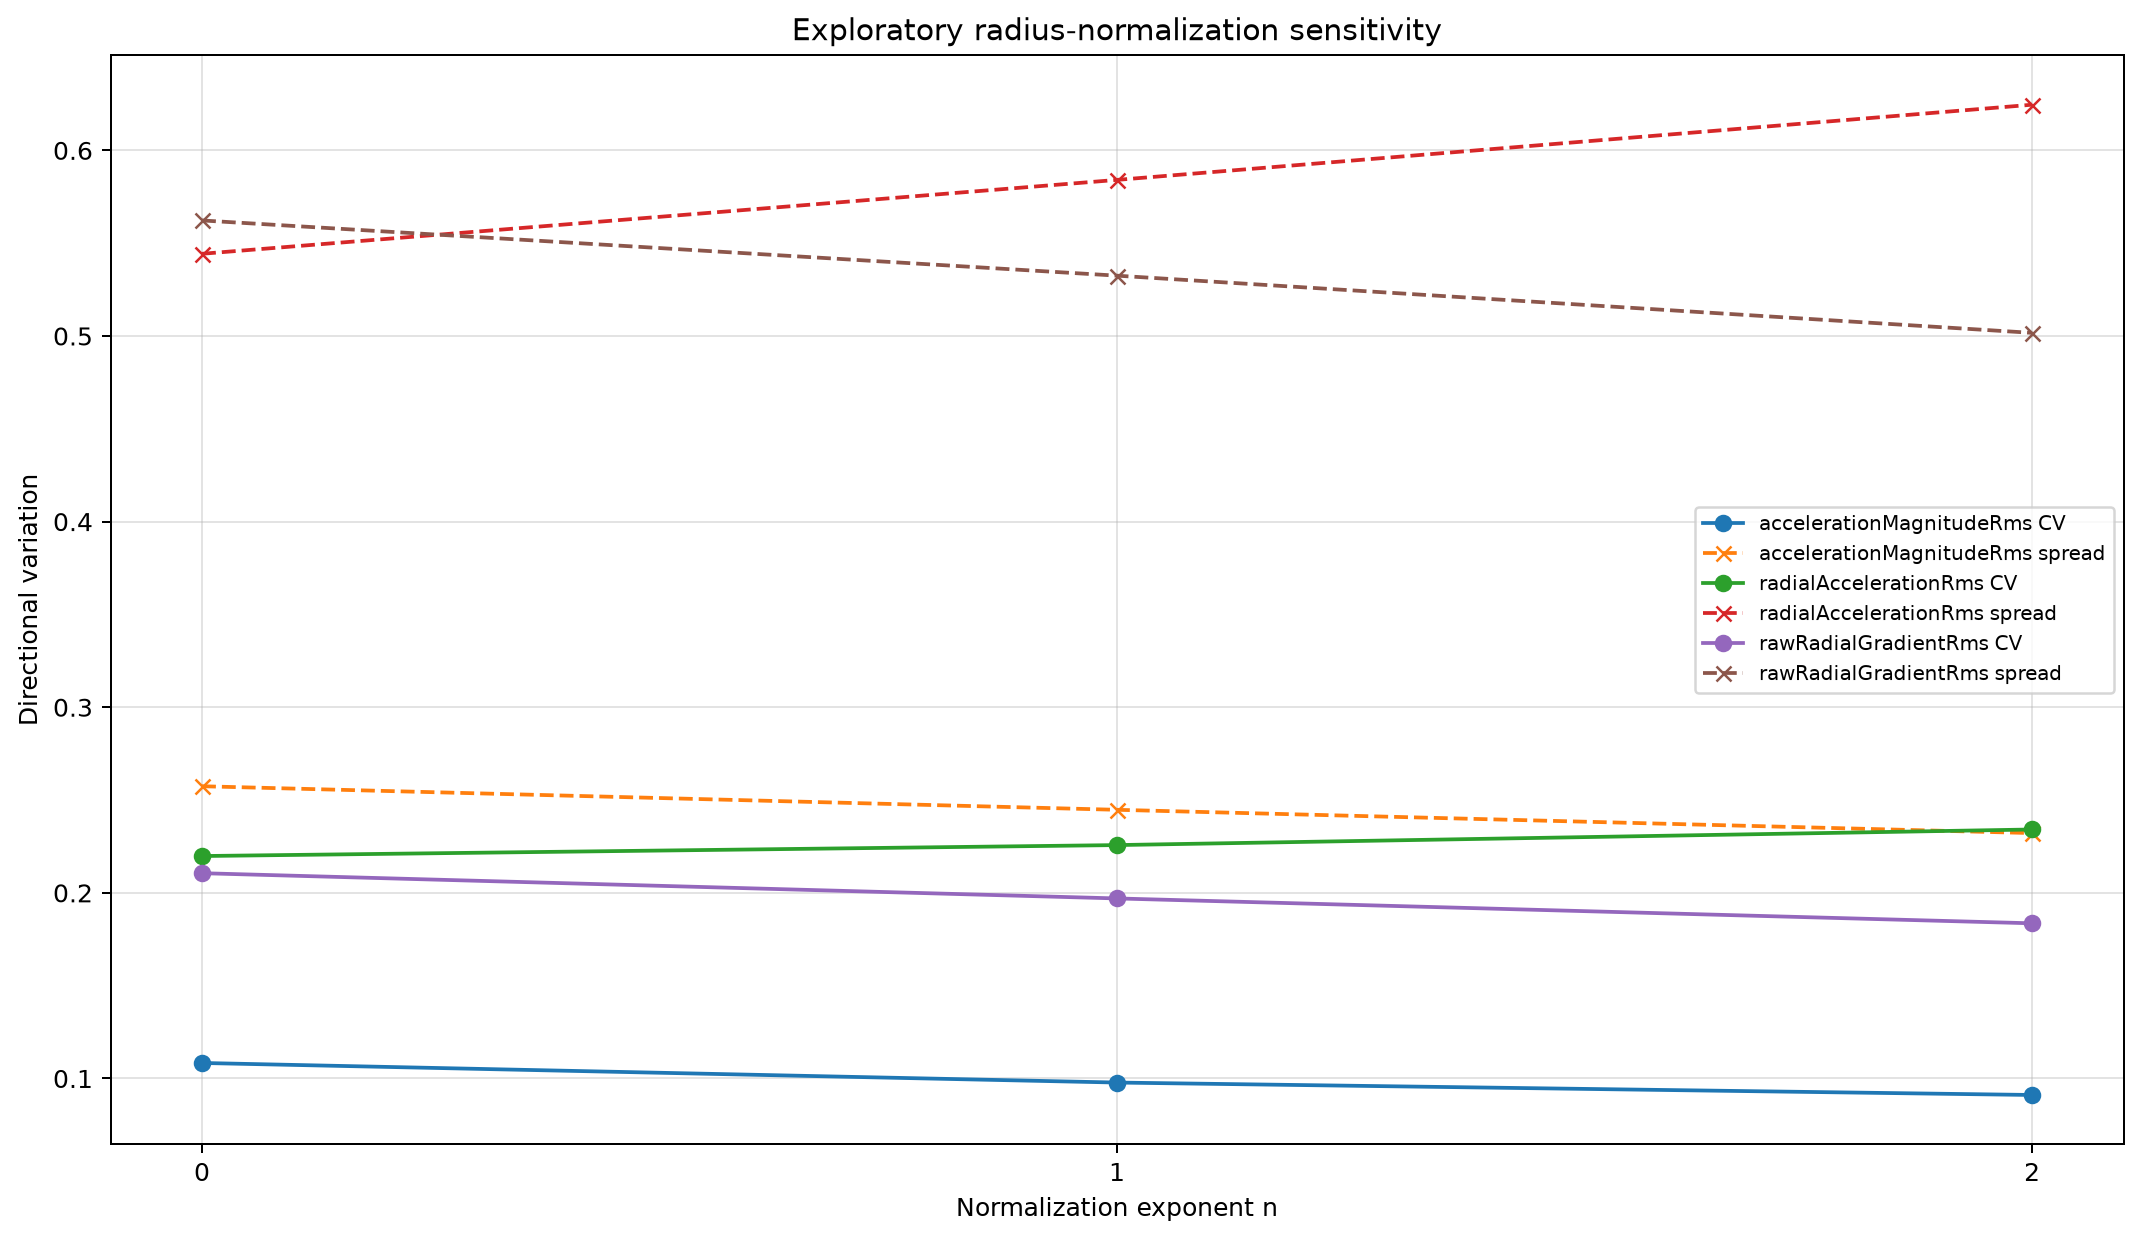 Exploratory radius-normalization sensitivity
Directional variation
0.6
0.5
0.4
0.3
0.2
0.1
accelerationMagnitudeRms CV
accelerationMagnitudeRms spread
radialAccelerationRms CV
radialAccelerationRms spread
rawRadialGradientRms CV
rawRadialGradientRms spread
0 1 2
Normalization exponent n